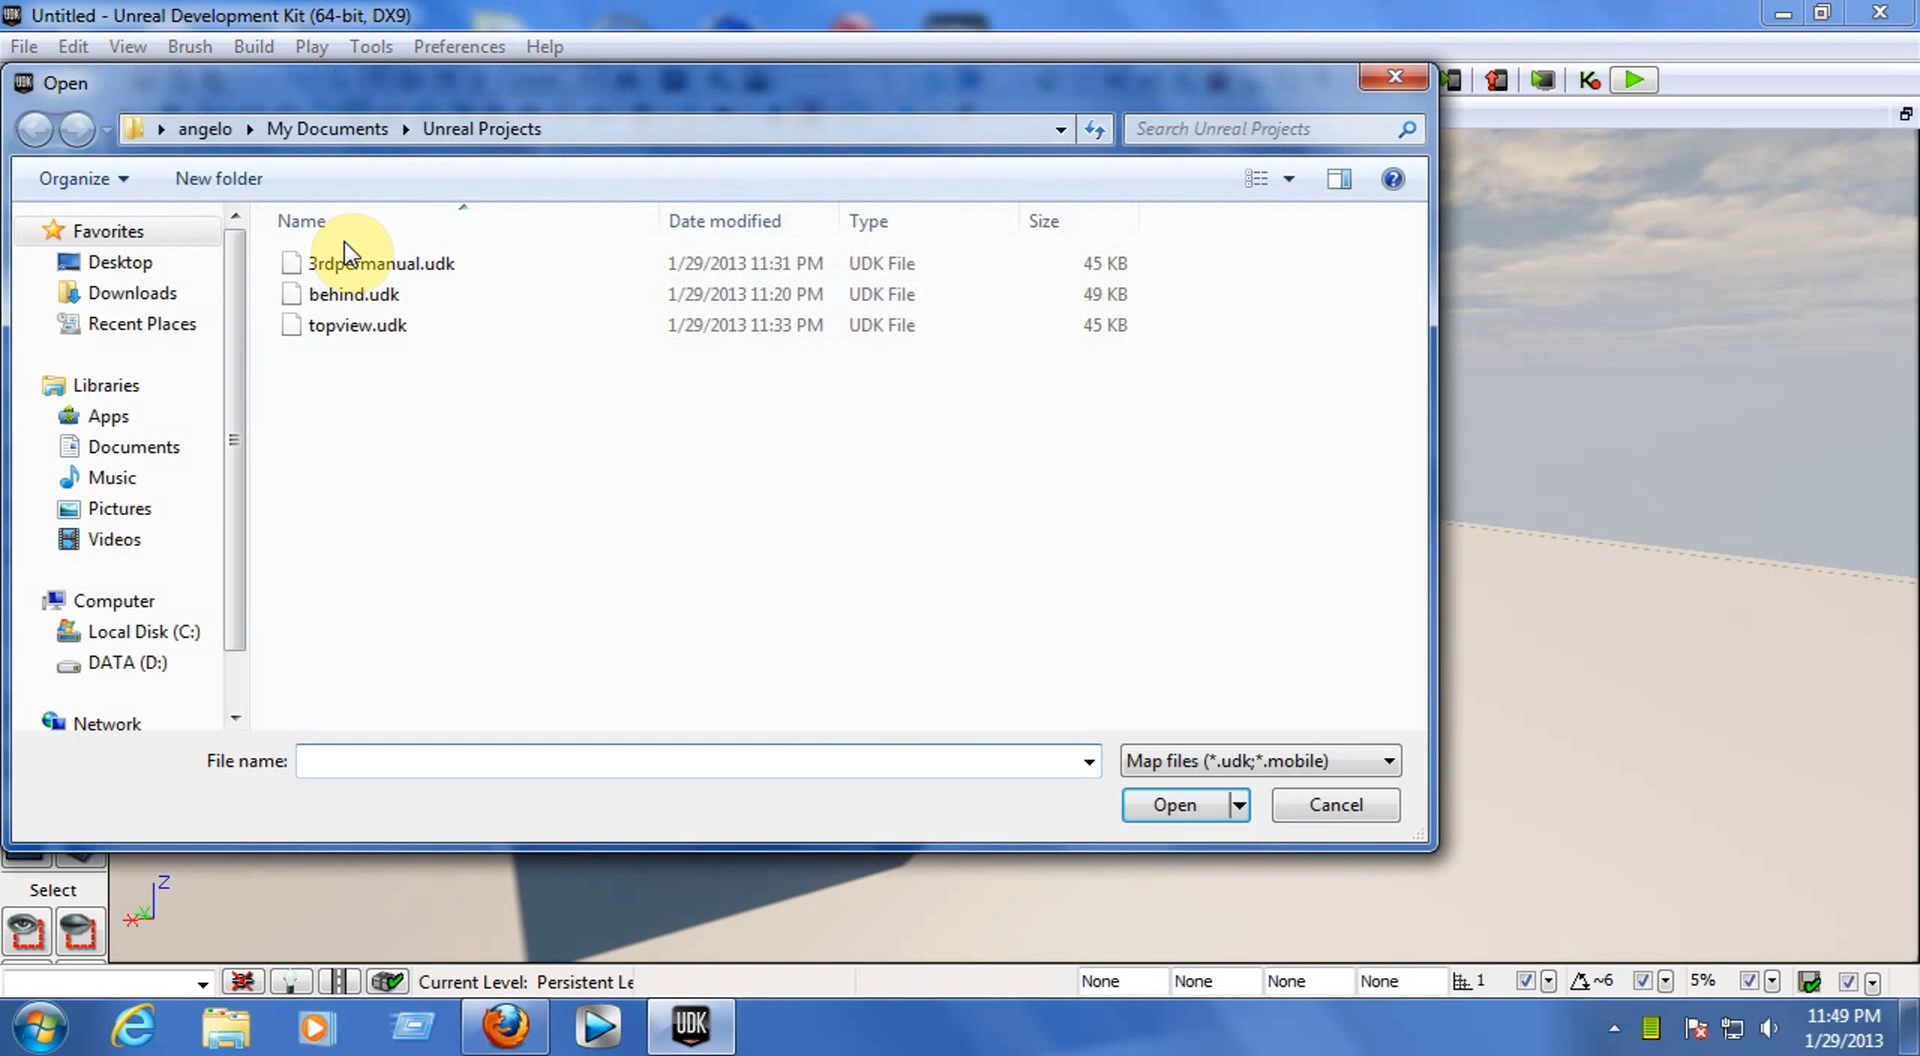 Untitled - Unreal Development Kit (64-bit, DX9)
File Edit View Brush Build Play Tools Preferences Help
Open
angelo My Documents Unreal Projects
Search Unreal Projects
Organize New folder
Name Date modified Type Size
3rdpermanual.udk 1/29/2013 11:31 PM UDK File 45 KB
behind.udk 1/29/2013 11:20 PM UDK File 49 KB
topview.udk 1/29/2013 11:33 PM UDK File 45 KB
Favorites
Desktop
Downloads
Recent Places
Libraries
Apps
Documents
Music
Pictures
Videos
Computer
Local Disk (C:)
DATA (D:)
Network
File name:
Map files (*.udk;*.mobile)
Open Cancel
Select
Z
Current Level: Persistent Le
None None None None 1 ~6 5%
UDK
11:49 PM
1/29/2013